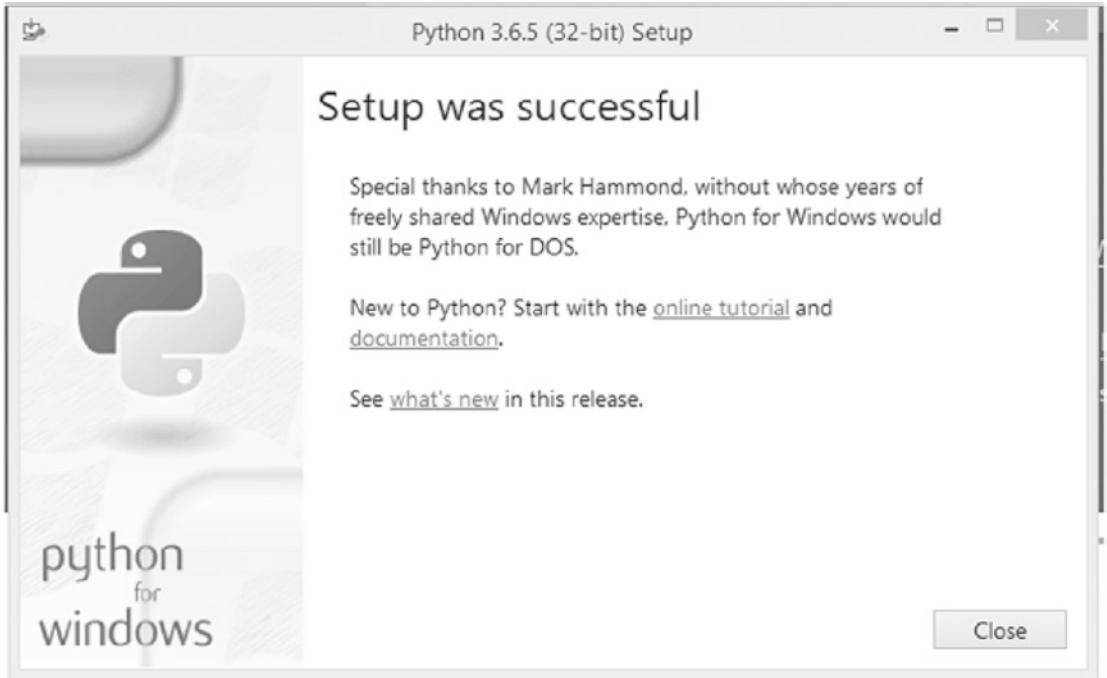 Python 3.6.5 (32-bit) Setup
Setup was successful
Special thanks to Mark Hammond, without whose years of
freely shared Windows expertise, Python for Windows would
still be Python for DOS.
New to Python? Start with the online tutorial and
documentation.
See what's new in this release.
python
for
windows
Close